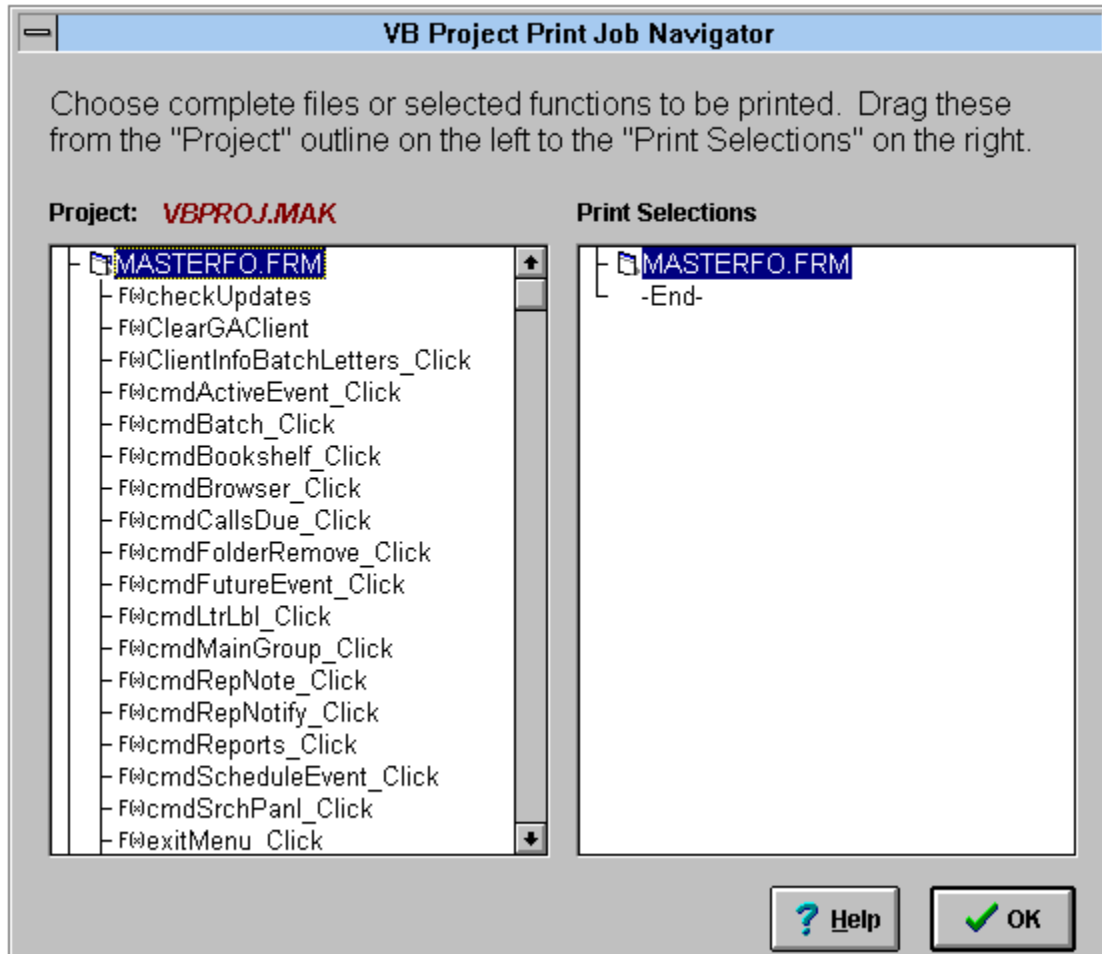 VB Project Print Job Navigator
Choose complete files or selected functions to be printed. Drag these
from the "Project" outline on the left to the "Print Selections" on the right.
Project: VBPROJ.MAK
Print Selections
MASTERFO.FRM
F(x)checkUpdates
F(x)ClearGAClient
F(x)ClientInfoBatchLetters_Click
F(x)cmdActiveEvent_Click
F(x)cmdBatch_Click
F(x)cmdBookshelf_Click
F(x)cmdBrowser_Click
F(x)cmdCallsDue_Click
F(x)cmdFolderRemove_Click
F(x)cmdFutureEvent_Click
F(x)cmdLtrLbl_Click
F(x)cmdMainGroup_Click
F(x)cmdRepNote_Click
F(x)cmdRepNotify_Click
F(x)cmdReports_Click
F(x)cmdScheduleEvent_Click
F(x)cmdSrchPanl_Click
F(x)exitMenu_Click
MASTERFO.FRM
-End-
? Help
OK